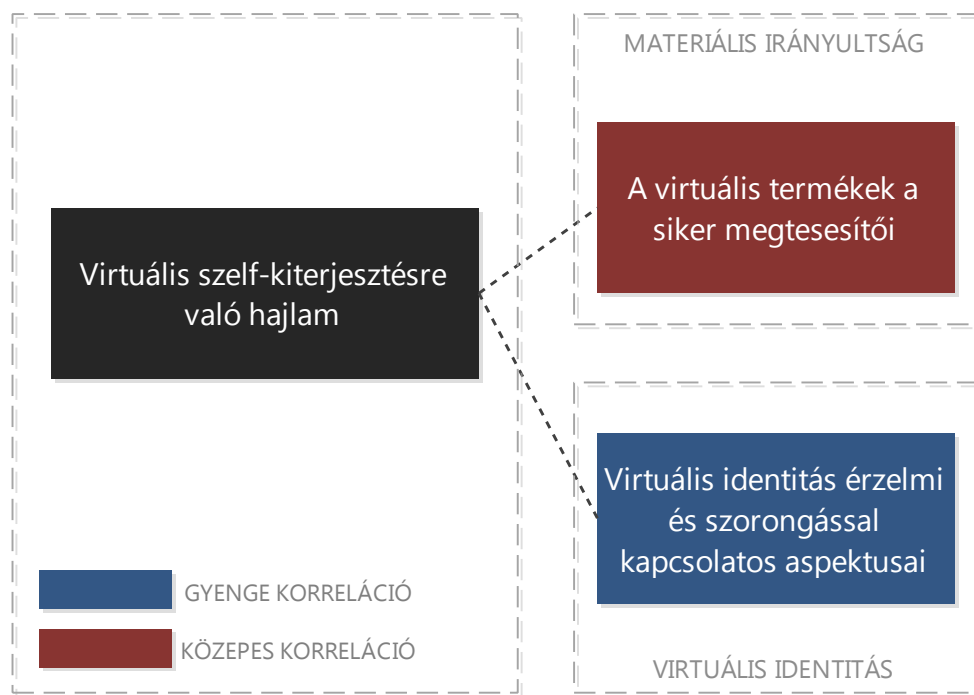 MATERIÁLIS IRÁNYULTSÁG
A virtuális termékek a
siker megtesesítői
Virtuális szelf-kiterjesztésre
való hajlam
Virtuális identitás érzelmi
és szorongással
kapcsolatos aspektusai
GYENGE KORRELÁCIÓ
KÖZEPES KORRELÁCIÓ
VIRTUÁLIS IDENTITÁS